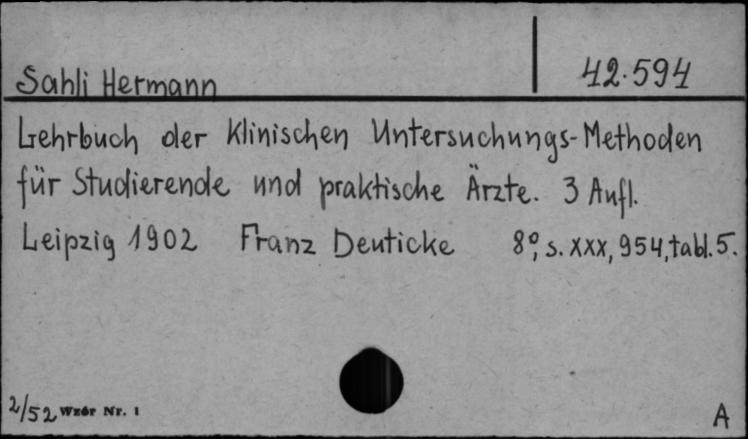 Sahli Hermann
42.594
Lehrbuch der Klinischen Untersuchungs-Methoden
für Studierende und praktische Ärzte. 3 Aufl.
Leipzig 1902 Franz Deuticke 8°, s. XXX, 954, tabl. 5.
2/52 Wzór Nr. 1
A